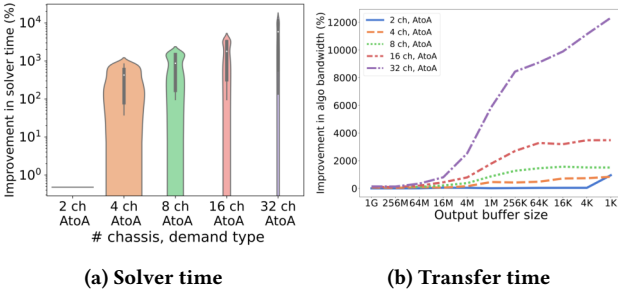 Improvement in solver time (%)
10⁴
10³
10²
10¹
10⁰
2 ch 4 ch 8 ch 16 ch 32 ch
AtoA AtoA AtoA AtoA AtoA
# chassis, demand type
(a) Solver time
Improvement in algo bandwidth (%)
12000
10000
8000
6000
4000
2000
0
2 ch, AtoA
4 ch, AtoA
8 ch, AtoA
16 ch, AtoA
32 ch, AtoA
1G 256M 64M 16M 4M 1M 256K 64K 16K 4K 1K
Output buffer size
(b) Transfer time